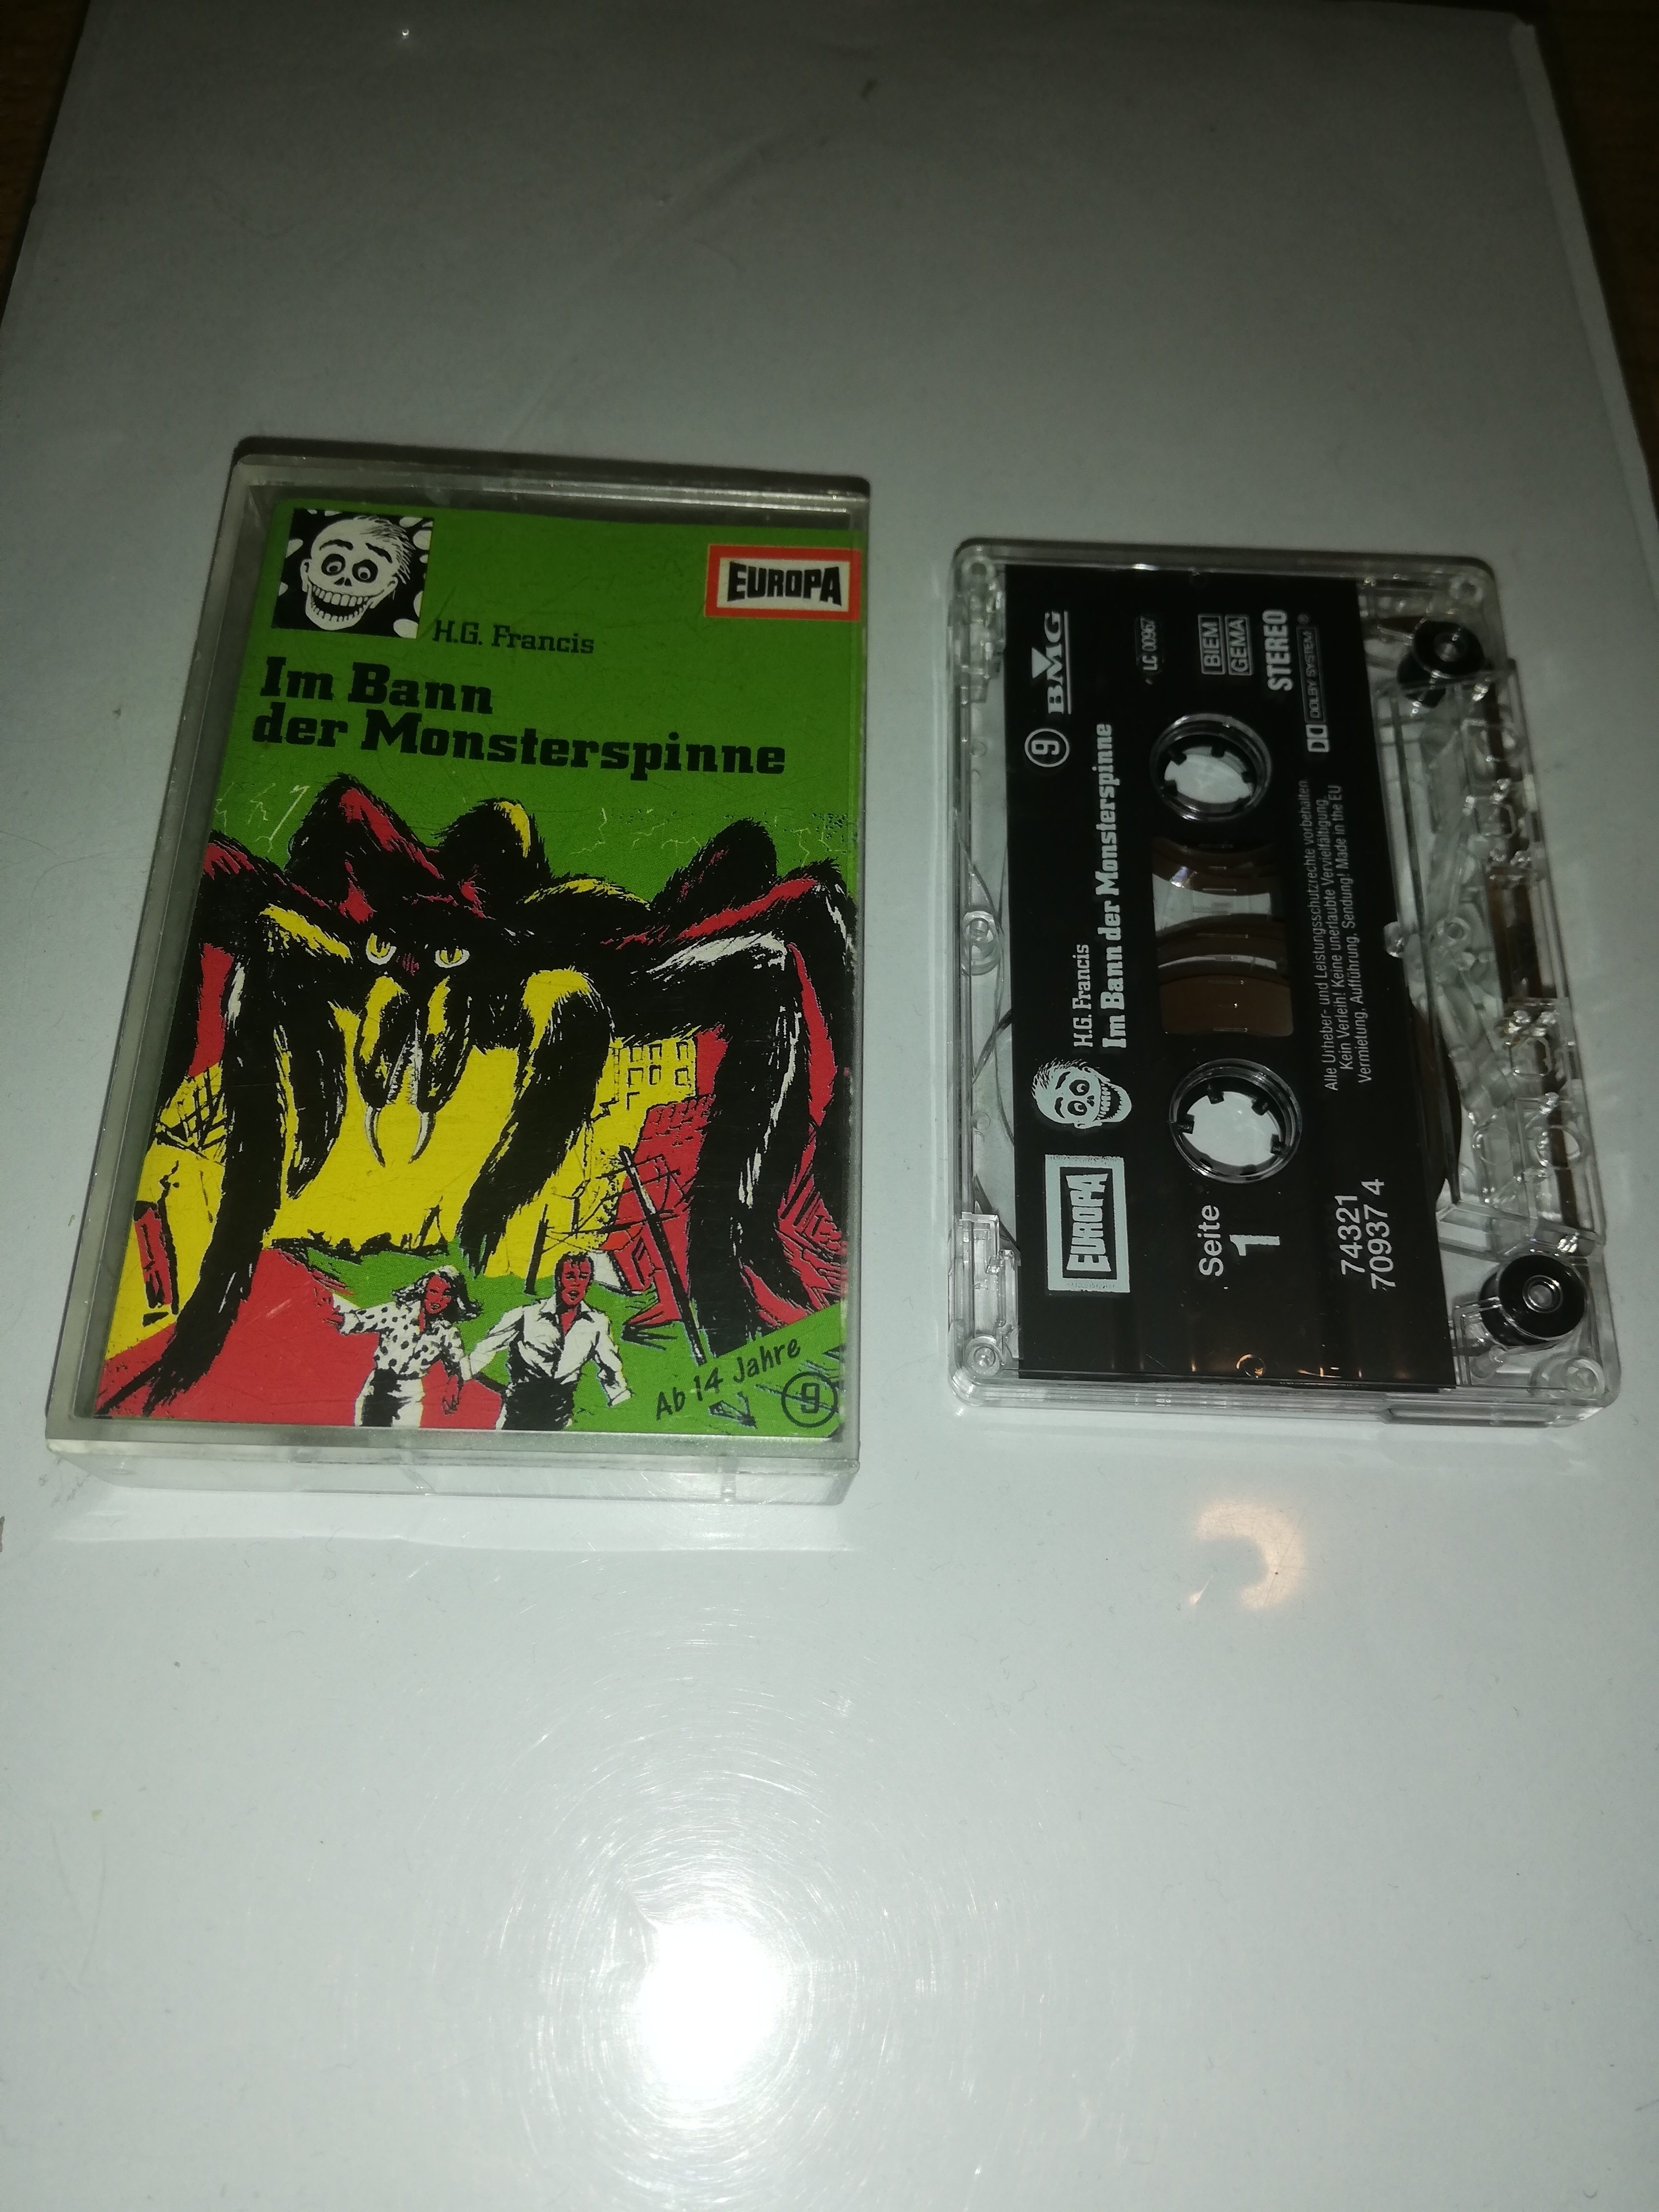 EUROPA
H.G. Francis
Im Bann
der Monsterspinne
Ab 14 Jahre
9
EUROPA
H.G. Francis
Im Bann der Monsterspinne
9
BMG
LC 00967
BIEM
GEMA
STEREO
DOLBY SYSTEM®
Seite
1
74321
70937 4
Alle Urheber- und Leistungsschutzrechte vorbehalten
Kein Verleih! Keine unerlaubte Vervielfältigung,
Vermietung, Aufführung, Sendung! Made in the EU